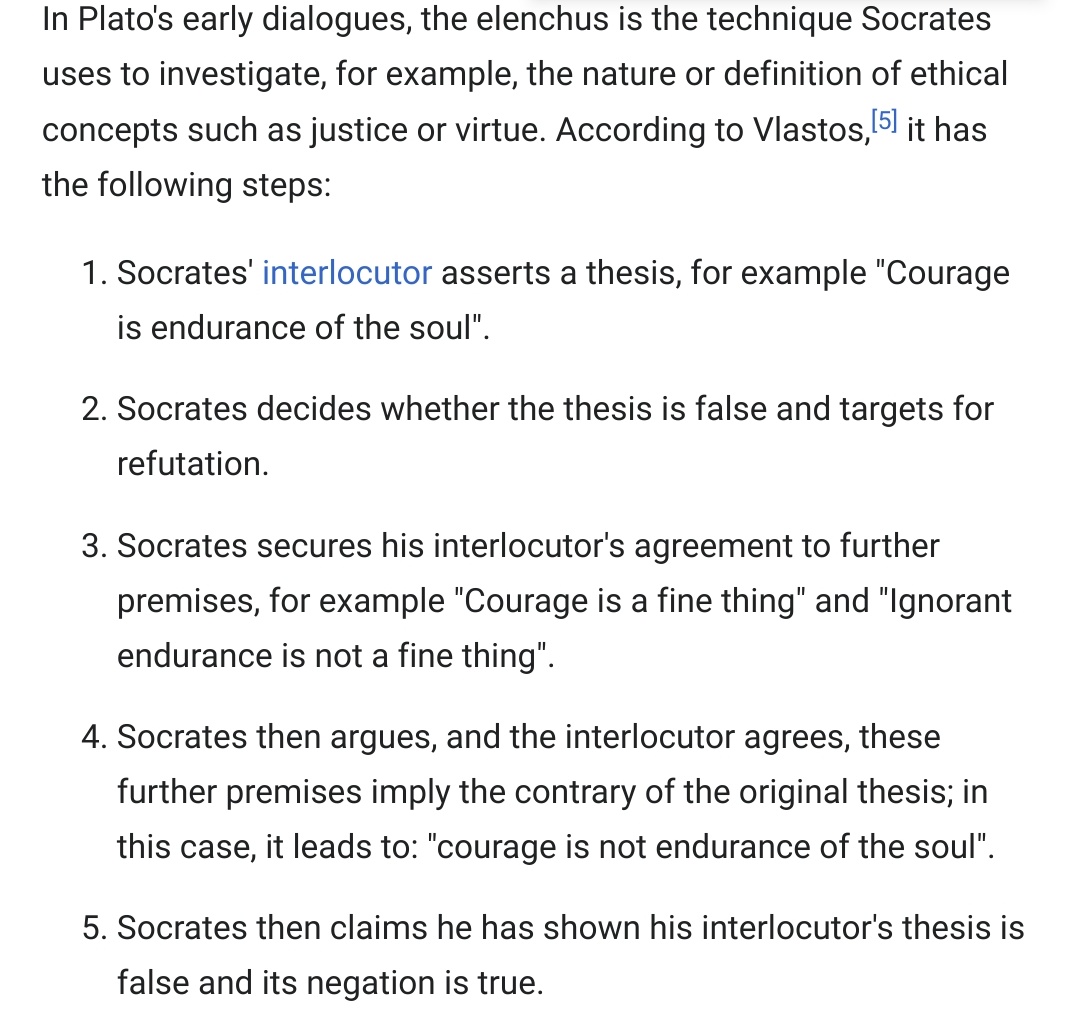 In Plato's early dialogues, the elenchus is the technique Socrates
uses to investigate, for example, the nature or definition of ethical
concepts such as justice or virtue. According to Vlastos,[5] it has
the following steps:
1. Socrates' interlocutor asserts a thesis, for example "Courage
is endurance of the soul".
2. Socrates decides whether the thesis is false and targets for
refutation.
3. Socrates secures his interlocutor's agreement to further
premises, for example "Courage is a fine thing" and "Ignorant
endurance is not a fine thing".
4. Socrates then argues, and the interlocutor agrees, these
further premises imply the contrary of the original thesis; in
this case, it leads to: "courage is not endurance of the soul".
5. Socrates then claims he has shown his interlocutor's thesis is
false and its negation is true.